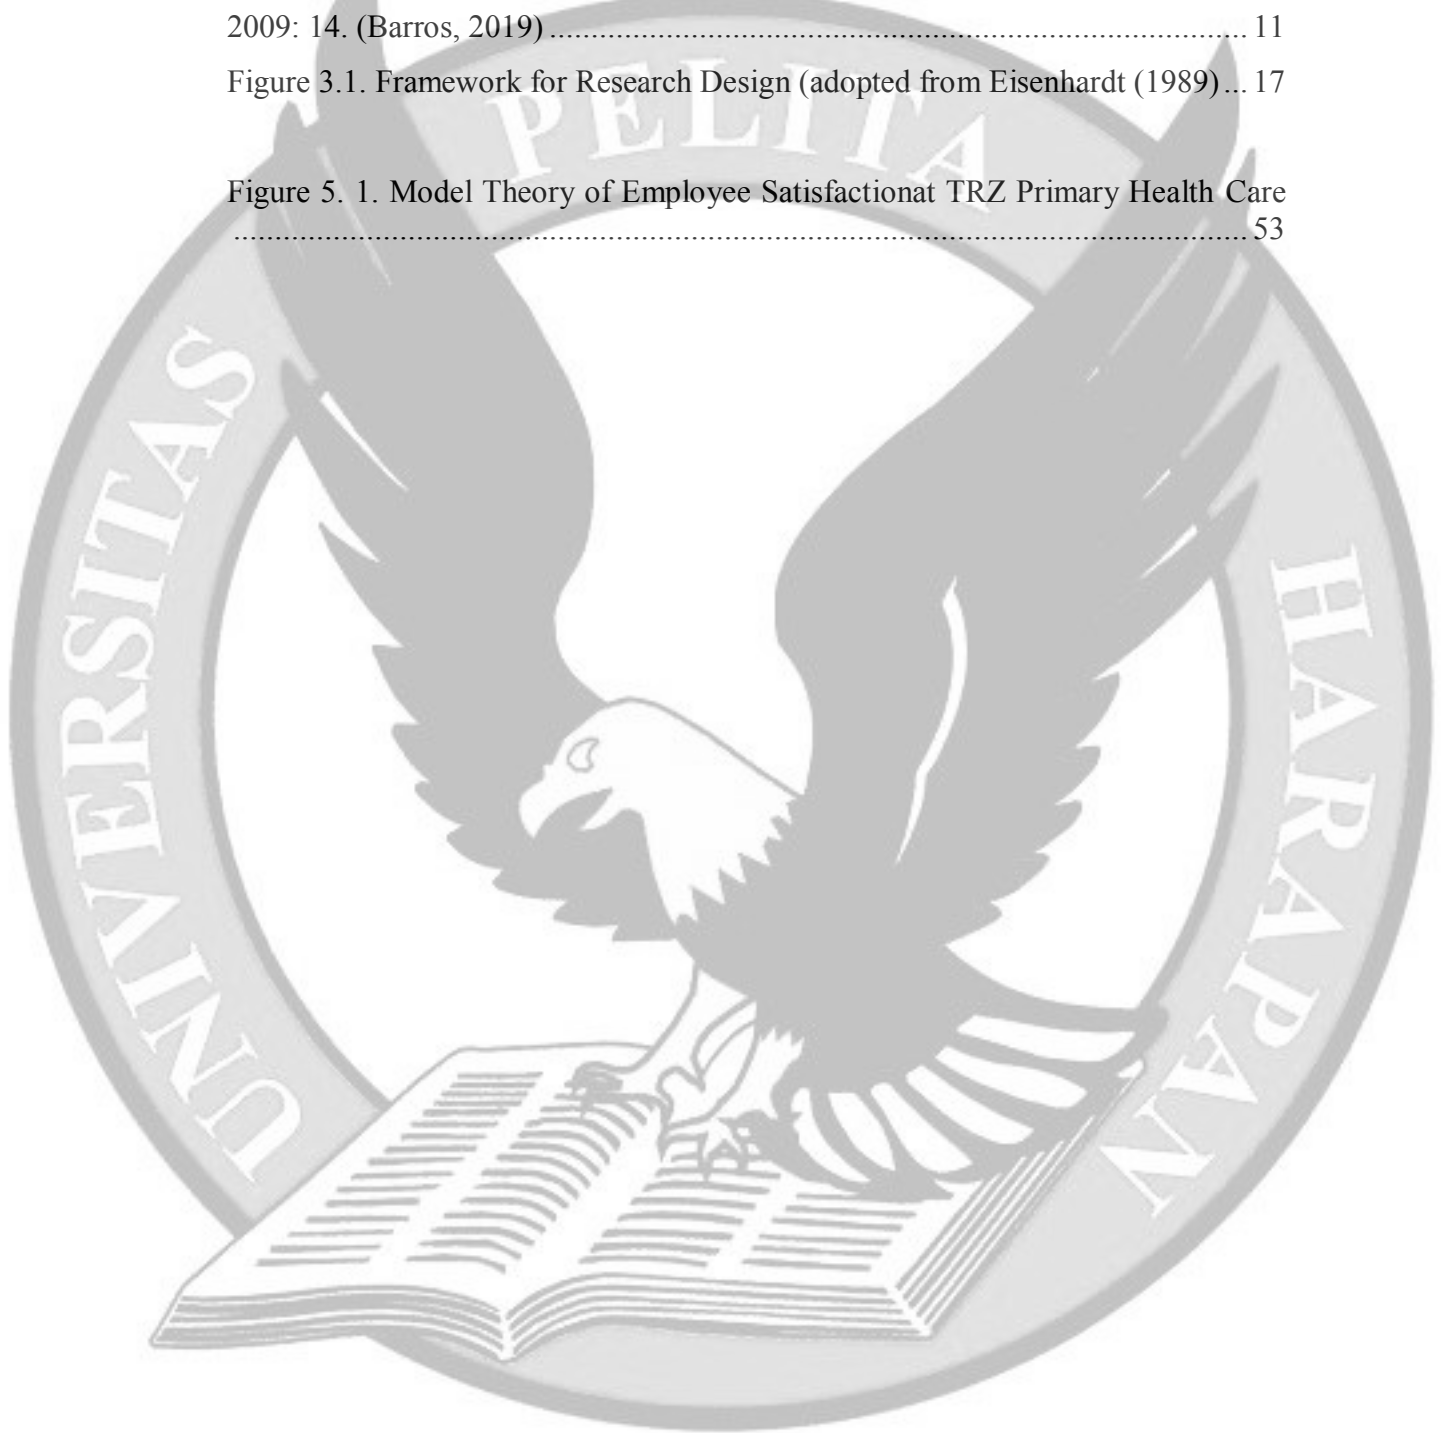 2009: 14. (Barros, 2019) ........................................................................................ 11
Figure 3.1. Framework for Research Design (adopted from Eisenhardt (1989) ... 17
Figure 5. 1. Model Theory of Employee Satisfactionat TRZ Primary Health Care
................................................................................................................................ 53
UNIVERSITAS PELITA HARAPAN